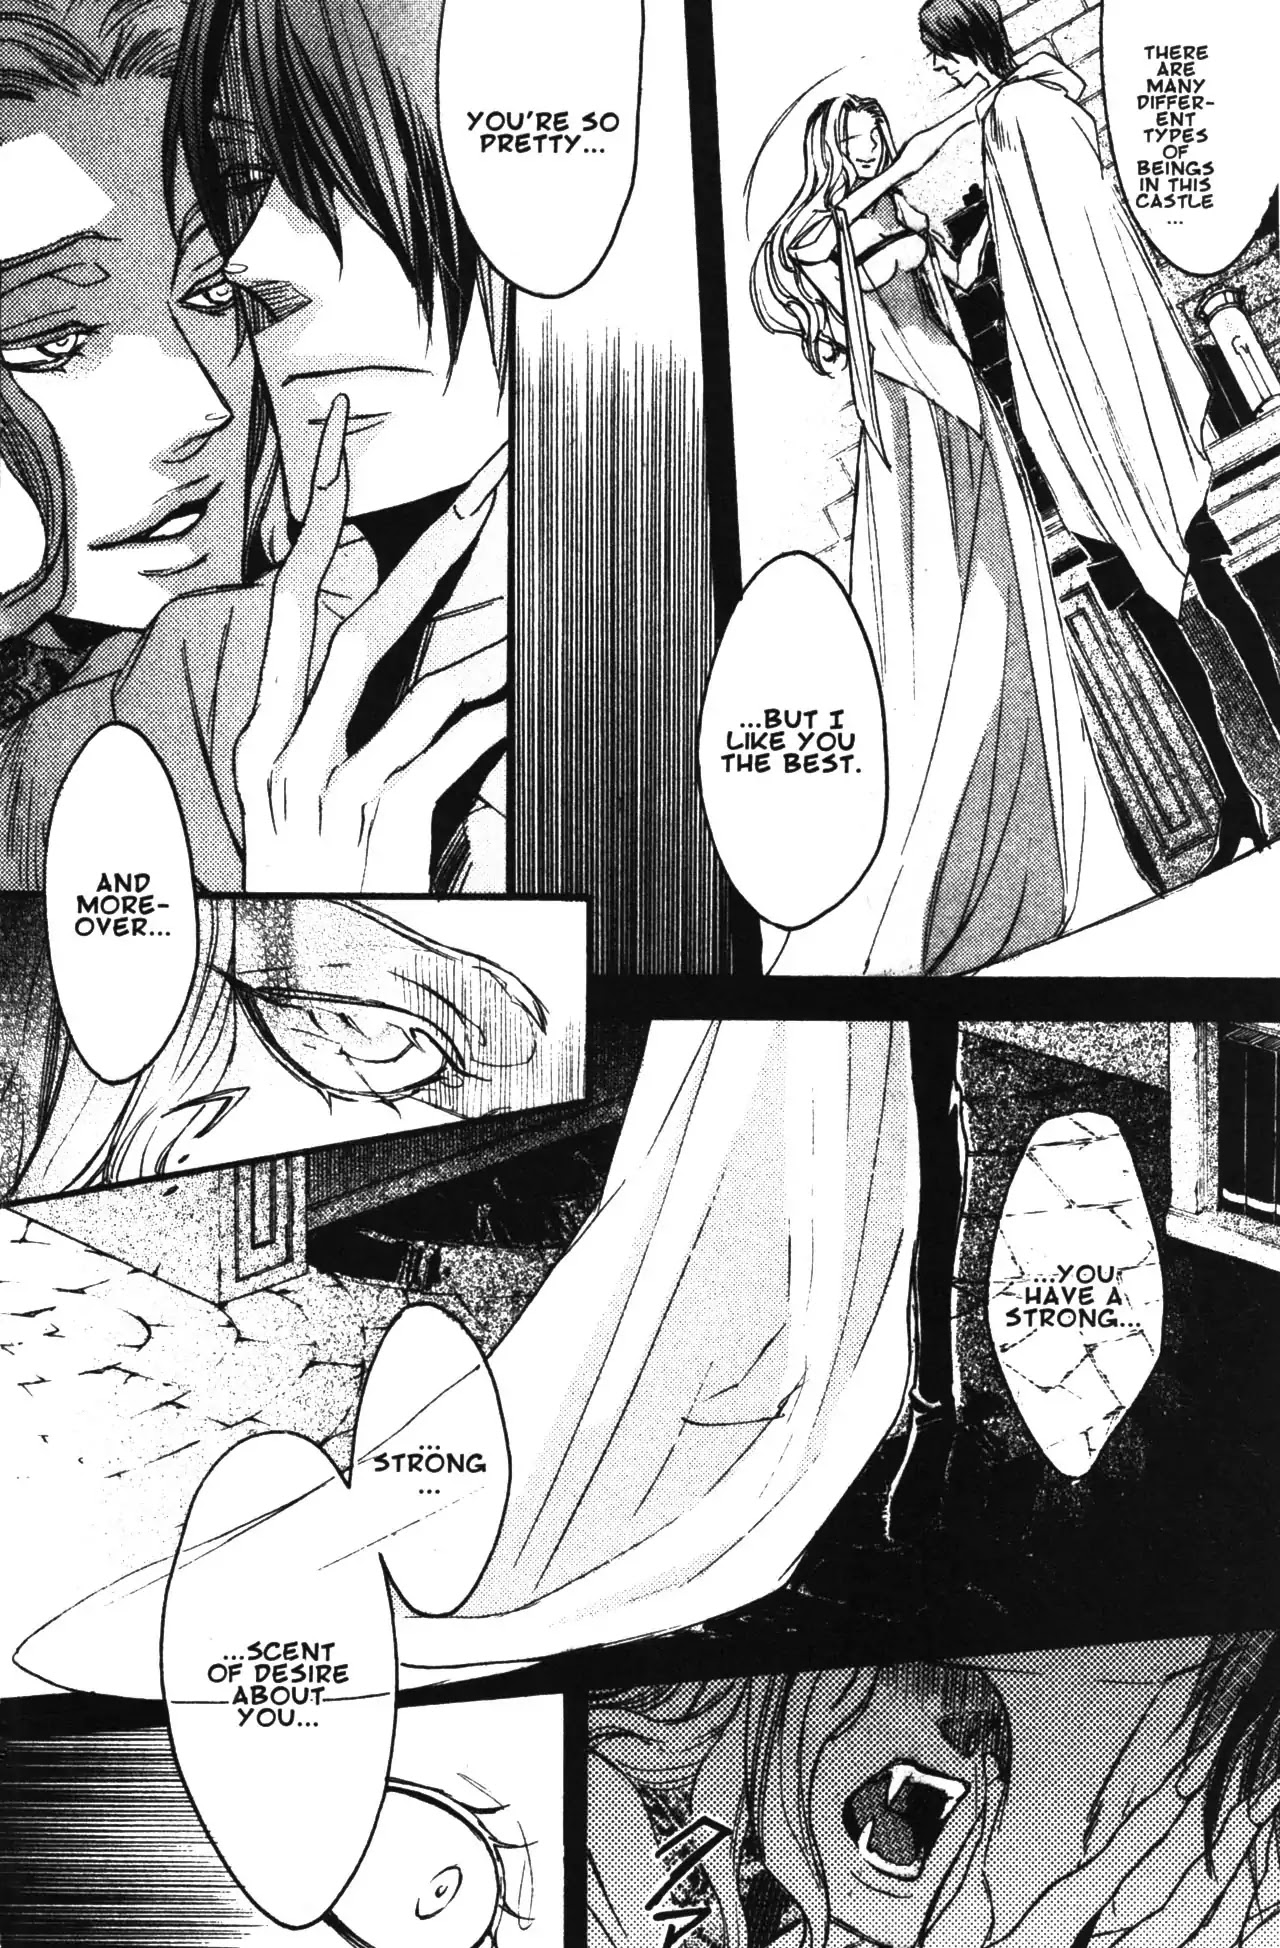 THERE
ARE
MANY
DIFFER-
ENT
TYPES
OF
BEINGS
IN THIS
CASTLE
...
...BUT I
LIKE YOU
THE BEST.
YOU'RE SO
PRETTY...
AND
MORE-
OVER...
...YOU
HAVE A
STRONG...
...
STRONG
...
...SCENT
OF DESIRE
ABOUT
YOU...